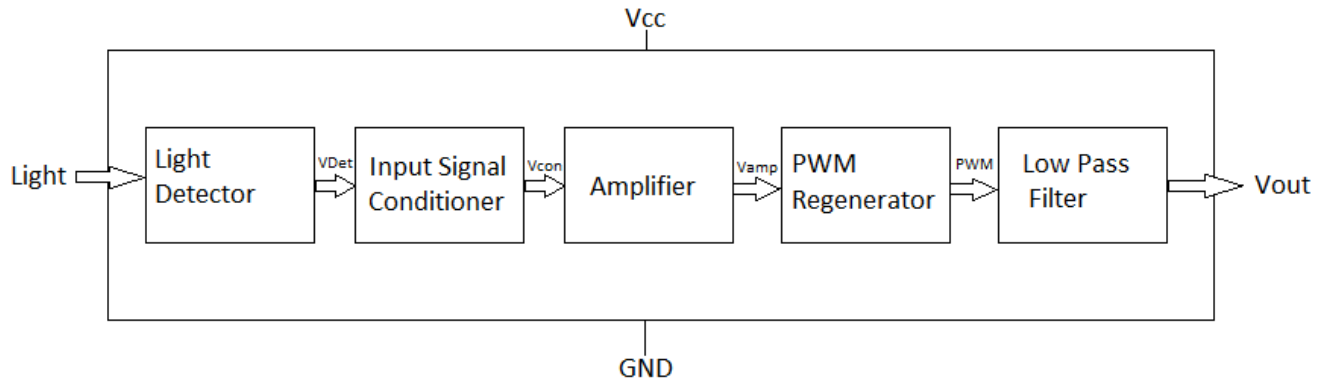 Vcc
Light
Light
Detector
VDet
Input Signal
Conditioner
Vcon
Amplifier
Vamp
PWM
Regenerator
PWM
Low Pass
Filter
Vout
GND